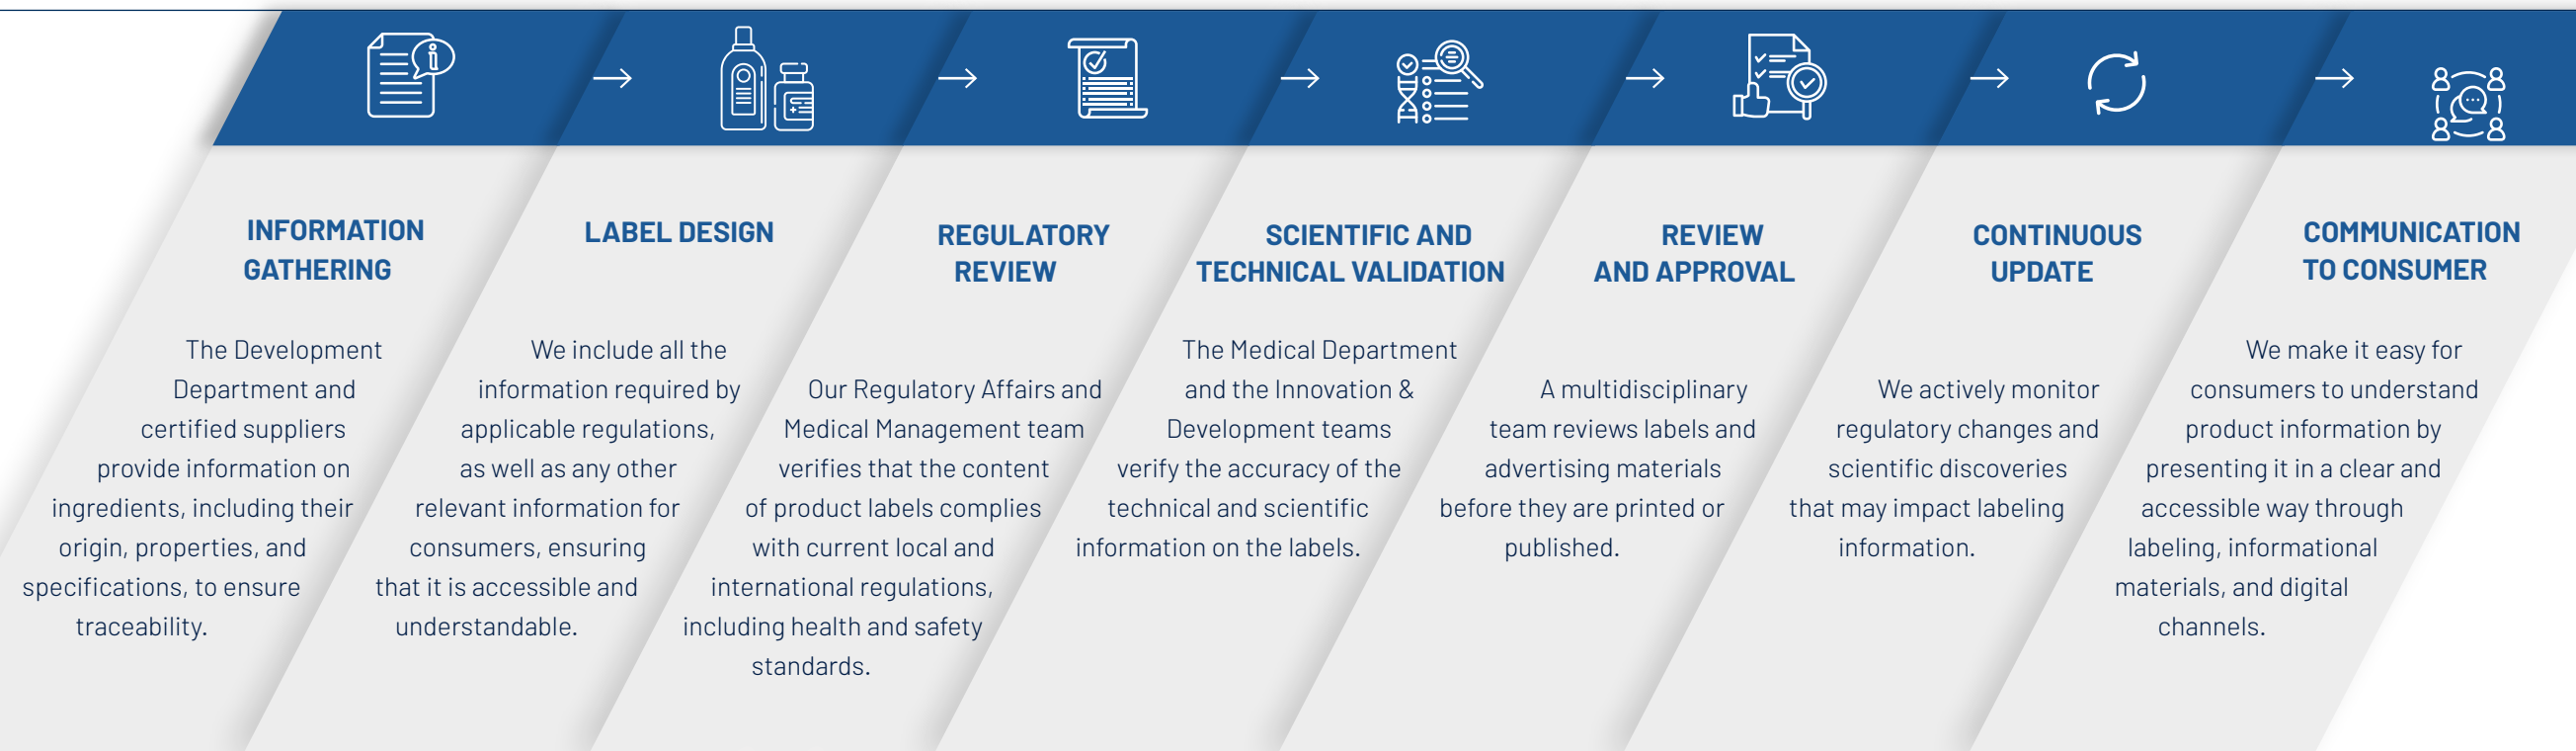 INFORMATION
GATHERING
The Development
Department and
certified suppliers
provide information on
ingredients, including their
origin, properties, and
specifications, to ensure
traceability.
LABEL DESIGN
We include all the
information required by
applicable regulations,
as well as any other
relevant information for
consumers, ensuring
that it is accessible and
understandable.
REGULATORY
REVIEW
Our Regulatory Affairs and
Medical Management team
verifies that the content
of product labels complies
with current local and
international regulations,
including health and safety
standards.
SCIENTIFIC AND
TECHNICAL VALIDATION
The Medical Department
and the Innovation &
Development teams
verify the accuracy of the
technical and scientific
information on the labels.
REVIEW
AND APPROVAL
A multidisciplinary
team reviews labels and
advertising materials
before they are printed or
published.
CONTINUOUS
UPDATE
We actively monitor
regulatory changes and
scientific discoveries
that may impact labeling
information.
COMMUNICATION
TO CONSUMER
We make it easy for
consumers to understand
product information by
presenting it in a clear and
accessible way through
labeling, informational
materials, and digital
channels.